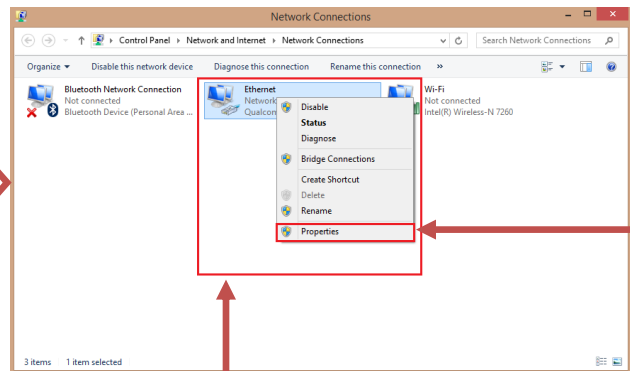 Network Connections
Control Panel Network and Internet Network Connections Search Network Connections
Organize Disable this network device Diagnose this connection Rename this connection »
Bluetooth Network Connection
Not connected
Bluetooth Device (Personal Area ...
Ethernet
Network
Qualcon
Wi-Fi
Not connected
Intel(R) Wireless-N 7260
Disable
Status
Diagnose
Bridge Connections
Create Shortcut
Delete
Rename
Properties
3 items 1 item selected